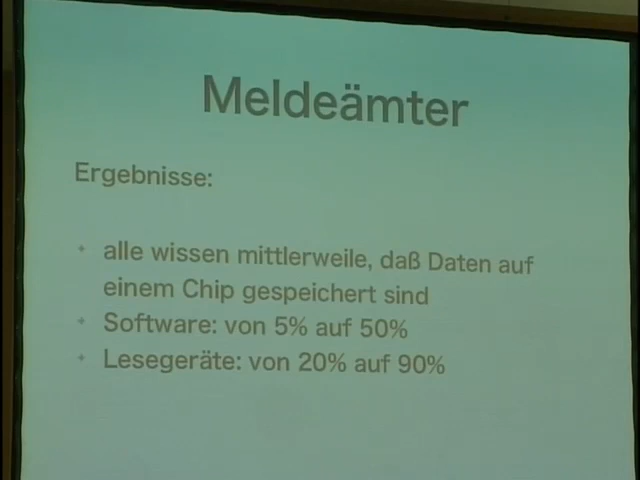 Meldeämter
Ergebnisse:
alle wissen mittlerweile, daß Daten auf
einem Chip gespeichert sind
Software: von 5% auf 50%
Lesegeräte: von 20% auf 90%